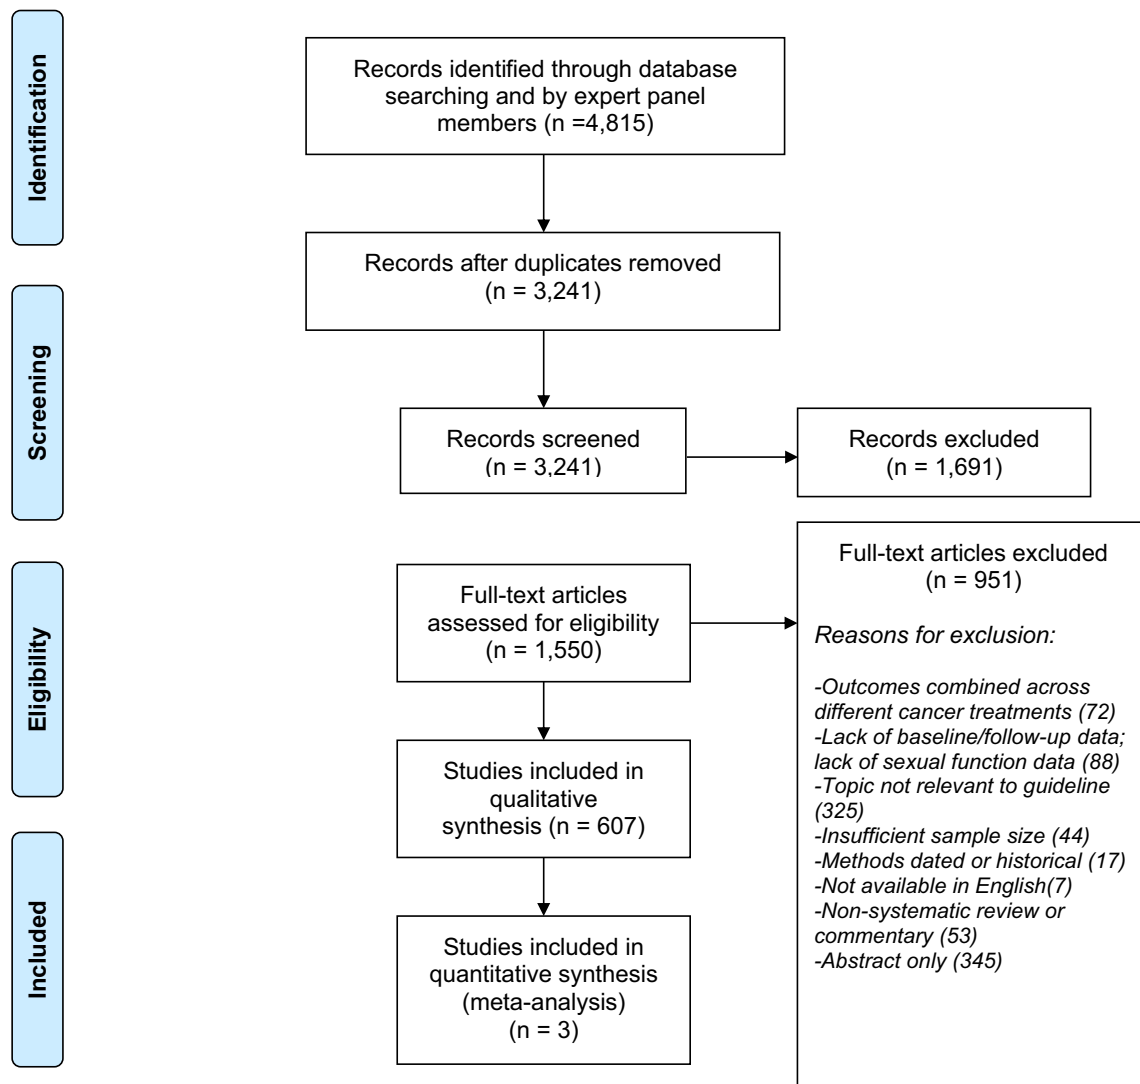 Identification
Records identified through database
searching and by expert panel
members (n =4,815)
Records after duplicates removed
(n = 3,241)
Screening
Records screened
(n = 3,241)
Records excluded
(n = 1,691)
Eligibility
Full-text articles
assessed for eligibility
(n = 1,550)
Full-text articles excluded
(n = 951)
Reasons for exclusion:
-Outcomes combined across
different cancer treatments (72)
-Lack of baseline/follow-up data;
lack of sexual function data (88)
-Topic not relevant to guideline
(325)
-Insufficient sample size (44)
-Methods dated or historical (17)
-Not available in English(7)
-Non-systematic review or
commentary (53)
-Abstract only (345)
Studies included in
qualitative
synthesis (n = 607)
Included
Studies included in
quantitative synthesis
(meta-analysis)
(n = 3)